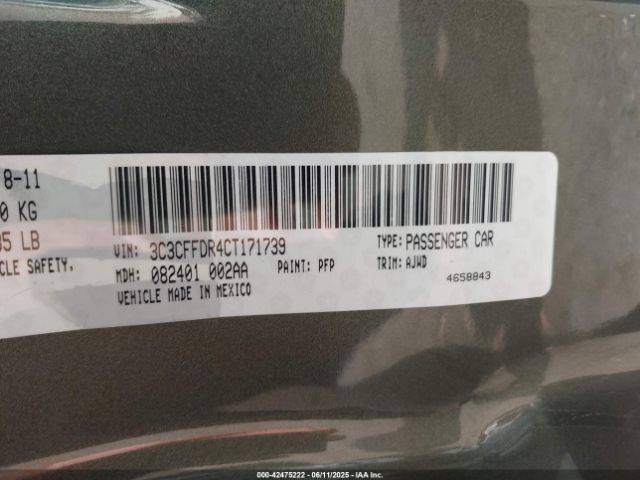 8-11
0 KG
35 LB
CLE SAFETY,
VIN: 3C3CFFDR4CT171739
TYPE: PASSENGER CAR
MDH: 082401 002AA
PAINT: PFP
TRIM: AJWD
VEHICLE MADE IN MEXICO
4658843
000-42475222 - 06/11/2025 - IAA Inc.